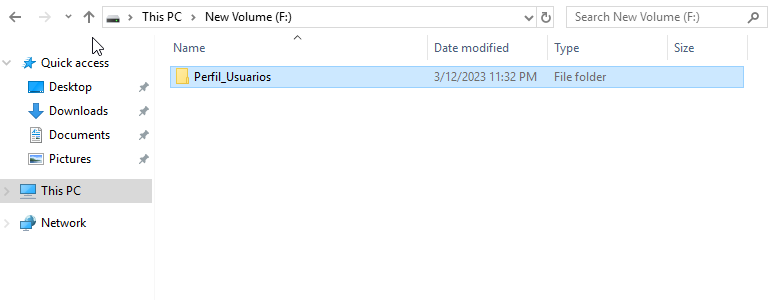 This PC > New Volume (F:)
Search New Volume (F:)
Name Date modified Type Size
Quick access
Desktop
Downloads
Documents
Pictures
This PC
Network
Perfil_Usuarios 3/12/2023 11:32 PM File folder